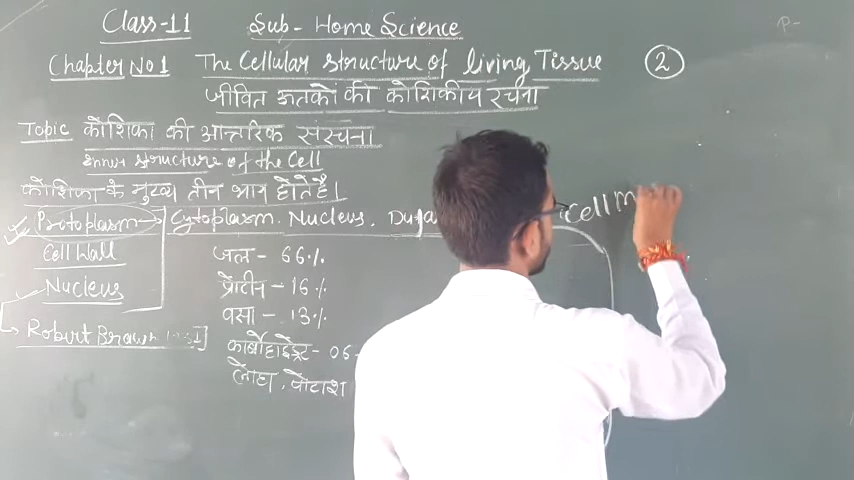 Class-11 Sub- Home Science
Chapter No 1 The Cellular structure of living Tissue 2
जीवित ऊतकों की कोशिकीय रचना
Topic कोशिका की आन्तरिक संरचना
Inner structure of the Cell
कोशिका के मुख्य तीन भाग होते है।
Protoplasm → Cytoplasm. Nucleus.
Cell Wall
Nucleus
Robert Brown
जल - 66%
प्रोटीन - 16%
वसा - 13%
कार्बोहाइड्रेट - 05
लोहा, पोटाश
Cell M